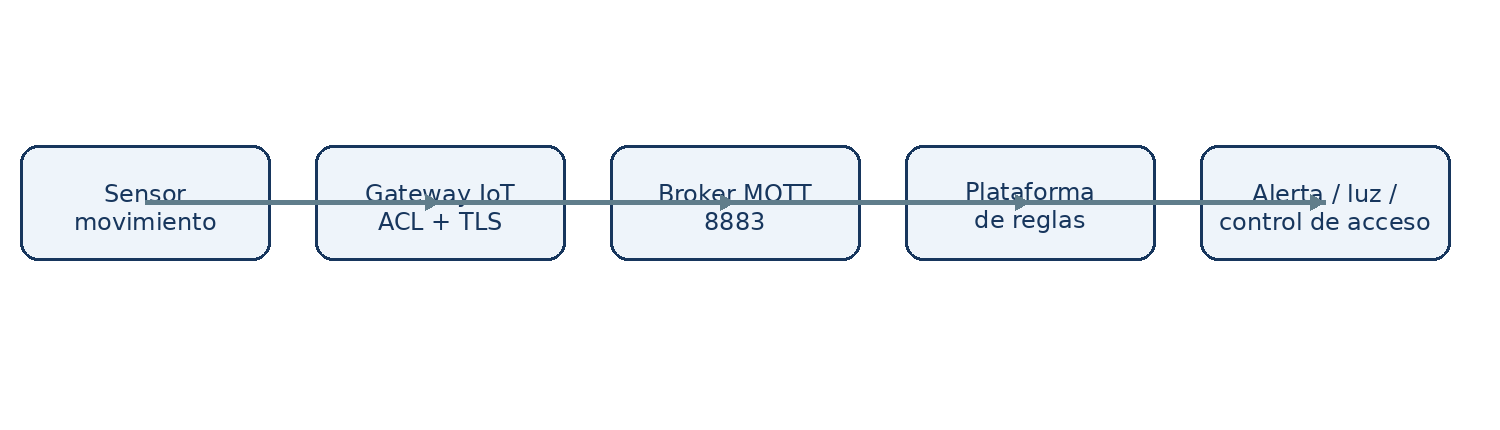 Sensor
movimiento
Gateway IoT
ACL + TLS
Broker MQTT
8883
Plataforma
de reglas
Alerta / luz /
control de acceso